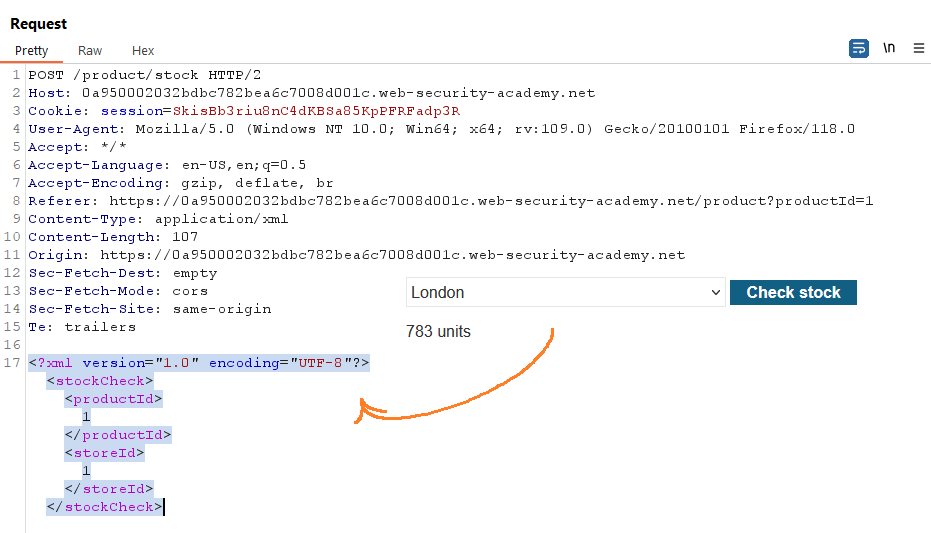 Request
Pretty Raw Hex \n
1 POST /product/stock HTTP/2
2 Host: 0a950002032bdbc782bea6c7008d001c.web-security-academy.net
3 Cookie: session=SkisBb3riu8nC4dKBSa85KpPFRFadp3R
4 User-Agent: Mozilla/5.0 (Windows NT 10.0; Win64; x64; rv:109.0) Gecko/20100101 Firefox/118.0
5 Accept: */*
6 Accept-Language: en-US,en;q=0.5
7 Accept-Encoding: gzip, deflate, br
8 Referer: https://0a950002032bdbc782bea6c7008d001c.web-security-academy.net/product?productId=1
9 Content-Type: application/xml
10 Content-Length: 107
11 Origin: https://0a950002032bdbc782bea6c7008d001c.web-security-academy.net
12 Sec-Fetch-Dest: empty
13 Sec-Fetch-Mode: cors
14 Sec-Fetch-Site: same-origin
15 Te: trailers
16
17 <?xml version="1.0" encoding="UTF-8"?>
<stockCheck>
<productId>
1
</productId>
<storeId>
1
</storeId>
</stockCheck>
London Check stock
783 units